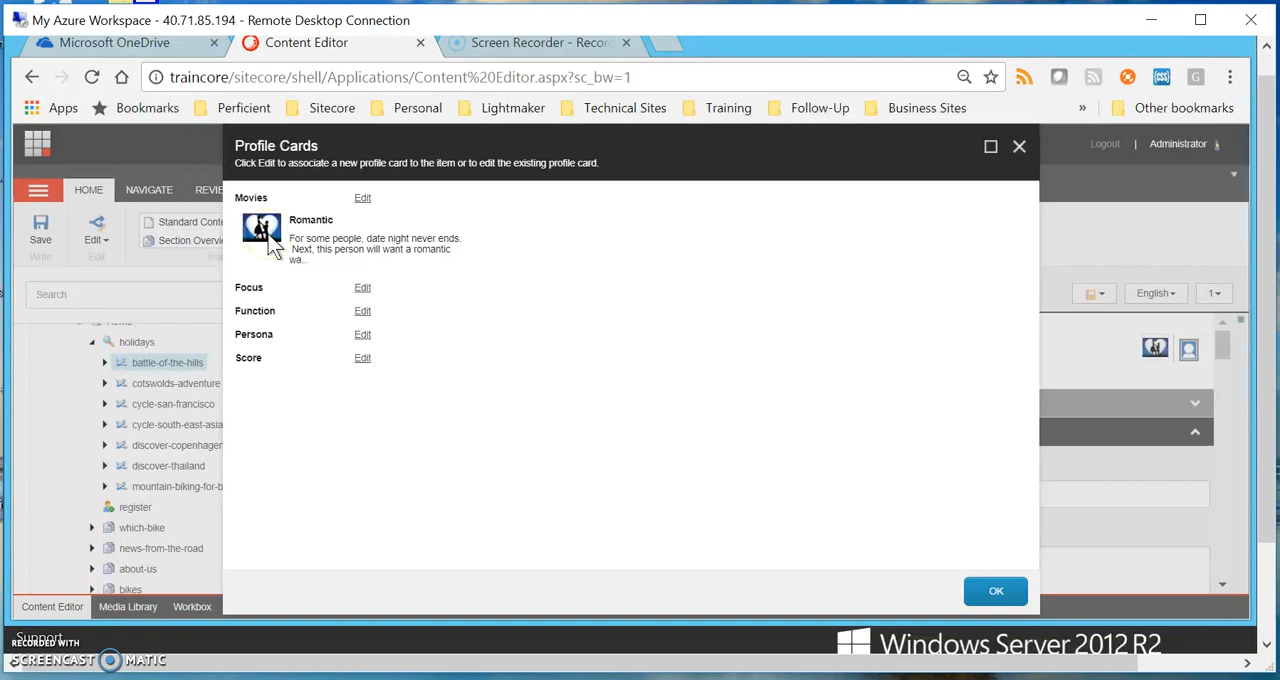 My Azure Workspace - 40.71.85.194 - Remote Desktop Connection
Microsoft OneDrive
Content Editor
Screen Recorder - Recor
traincore/sitecore/shell/Applications/Content%20Editor.aspx?sc_bw=1
Apps
Bookmarks
Perficient
Sitecore
Personal
Lightmaker
Technical Sites
Training
Follow-Up
Business Sites
»
Other bookmarks
Profile Cards
Click Edit to associate a new profile card to the item or to edit the existing profile card.
Logout | Administrator
HOME
NAVIGATE
REVIE
Save
Write
Edit
Edit
Standard Conte
Section Overvie
Search
English
1
Movies Edit
Romantic
For some people, date night never ends.
Next, this person will want a romantic
wa...
Focus Edit
Function Edit
Persona Edit
Score Edit
holidays
battle-of-the-hills
cotswolds-adventure
cycle-san-francisco
cycle-south-east-asia
discover-copenhagen
discover-thailand
mountain-biking-for-b
register
which-bike
news-from-the-road
about-us
bikes
OK
Content Editor
Media Library
Workbox
Support
RECORDED WITH
SCREENCAST MATIC
Windows Server 2012 R2